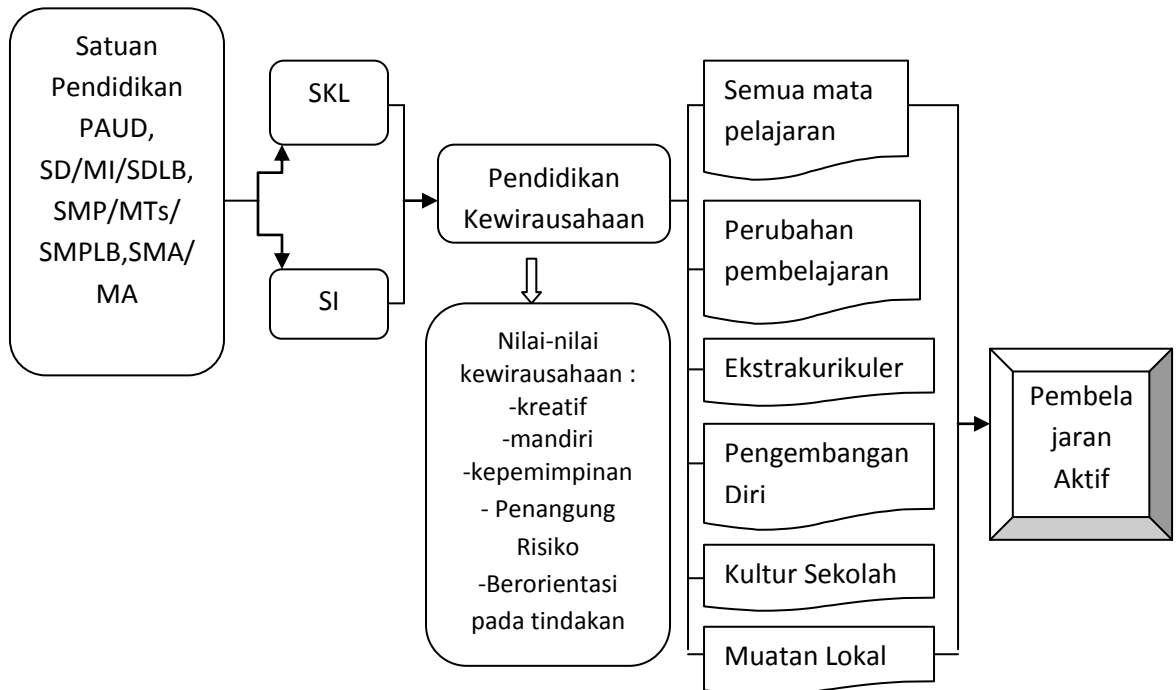 Satuan
Pendidikan
PAUD,
SD/MI/SDLB,
SMP/MTs/
SMPLB,SMA/
MA
SKL
SI
Pendidikan
Kewirausahaan
Nilai-nilai
kewirausahaan :
-kreatif
-mandiri
-kepemimpinan
- Penangung
Risiko
-Berorientasi
pada tindakan
Semua mata
pelajaran
Perubahan
pembelajaran
Ekstrakurikuler
Pengembangan
Diri
Kultur Sekolah
Muatan Lokal
Pembela
jaran
Aktif